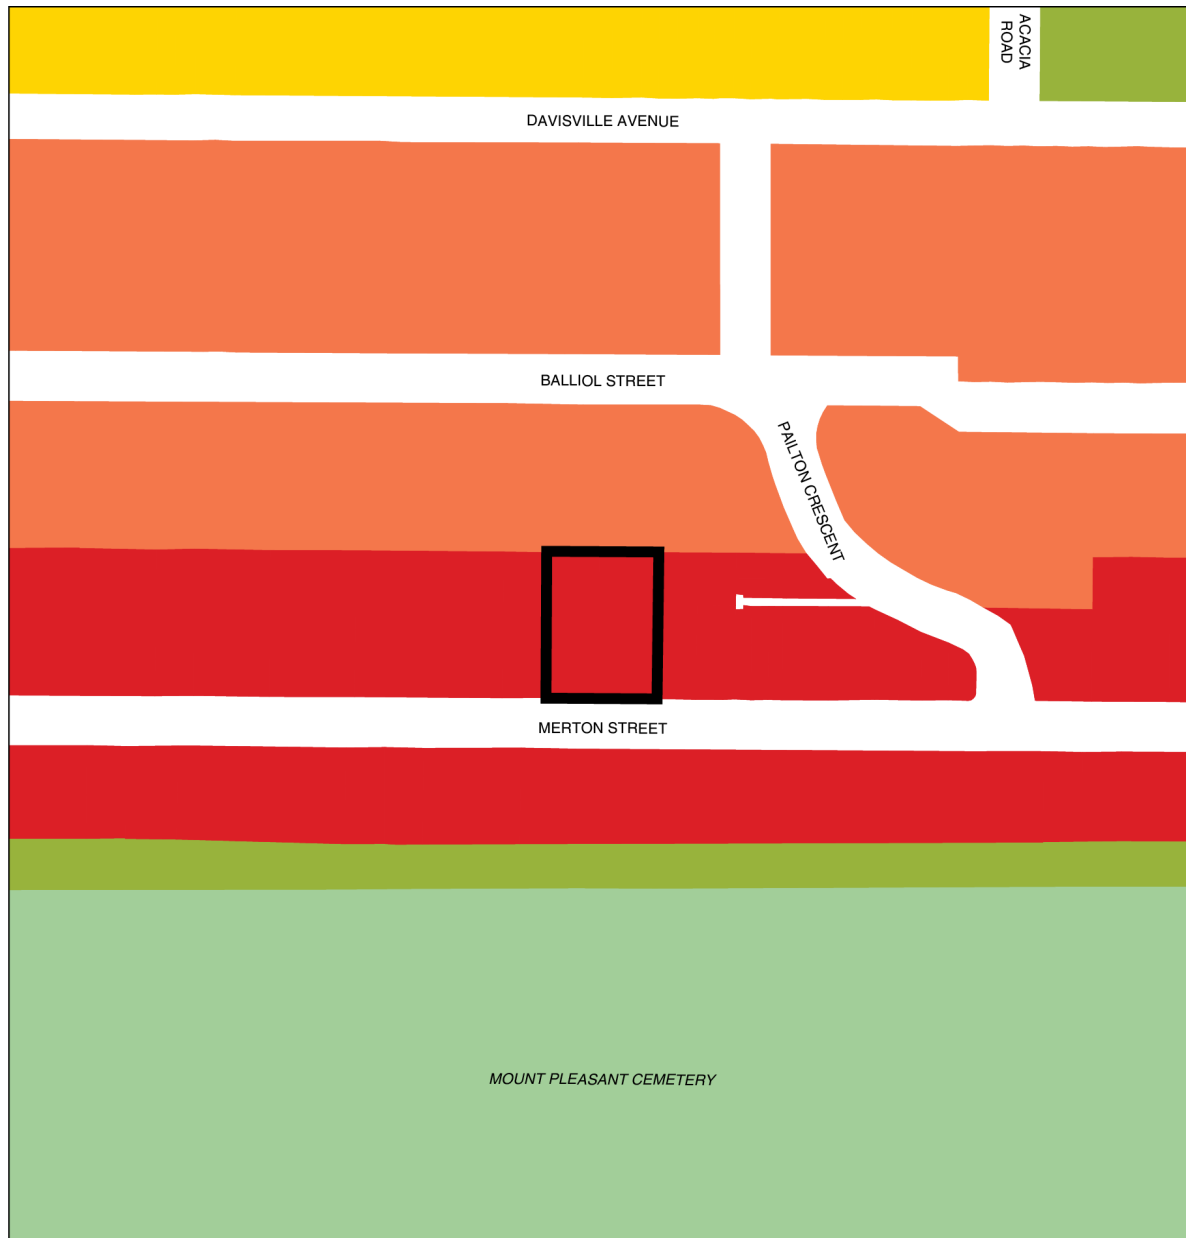 ACACIA
ROAD
DAVISVILLE AVENUE
BALLIOL STREET
PAILTON CRESCENT
MERTON STREET
MOUNT PLEASANT CEMETERY